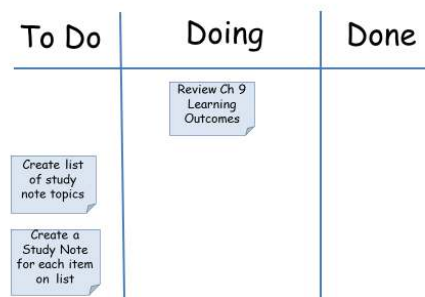 To Do
Doing
Done
Review Ch 9
Learning
Outcomes
Create list
of study
note topics
Create a
Study Note
for each item
on list